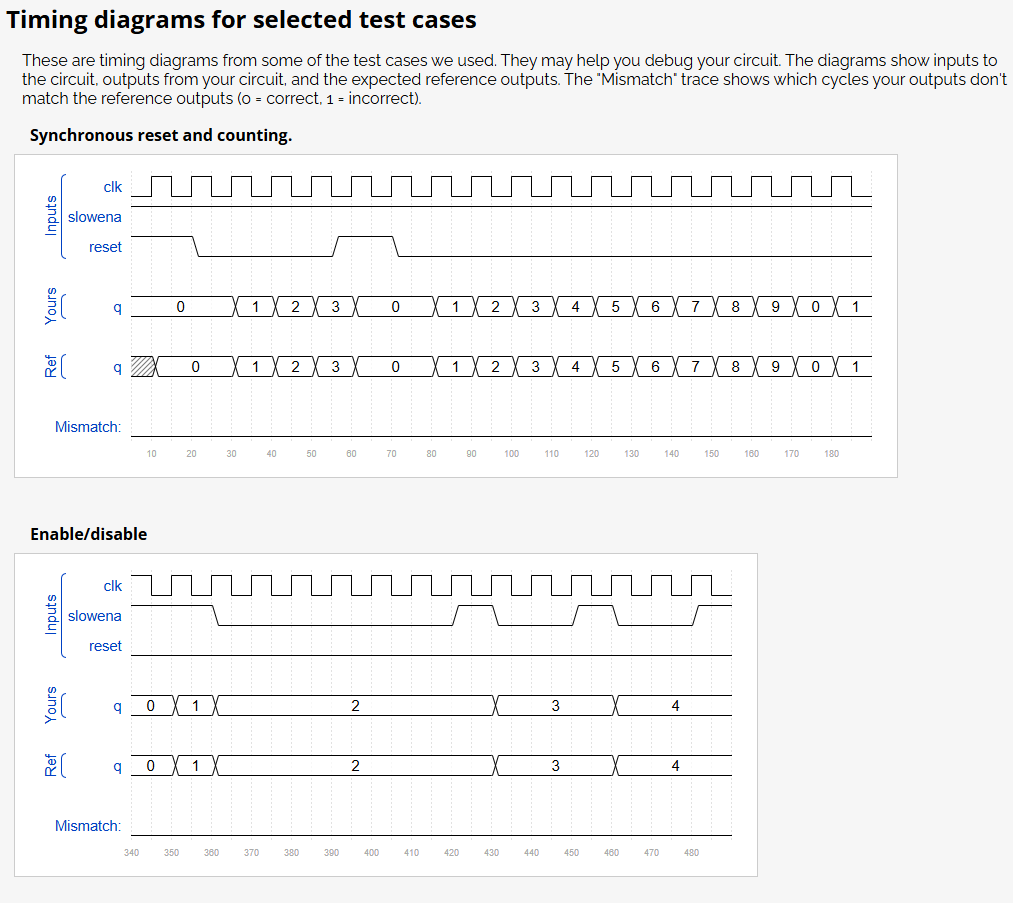 Timing diagrams for selected test cases
These are timing diagrams from some of the test cases we used. They may help you debug your circuit. The diagrams show inputs to
the circuit, outputs from your circuit, and the expected reference outputs. The "Mismatch" trace shows which cycles your outputs don't
match the reference outputs (0 = correct, 1 = incorrect).
Synchronous reset and counting.
Inputs
clk
slowena
reset
Yours
q 0 1 2 3 0 1 2 3 4 5 6 7 8 9 0 1
Ref
q 0 1 2 3 0 1 2 3 4 5 6 7 8 9 0 1
Mismatch:
10 20 30 40 50 60 70 80 90 100 110 120 130 140 150 160 170 180
Enable/disable
Inputs
clk
slowena
reset
Yours
q 0 1 2 3 4
Ref
q 0 1 2 3 4
Mismatch:
340 350 360 370 380 390 400 410 420 430 440 450 460 470 480